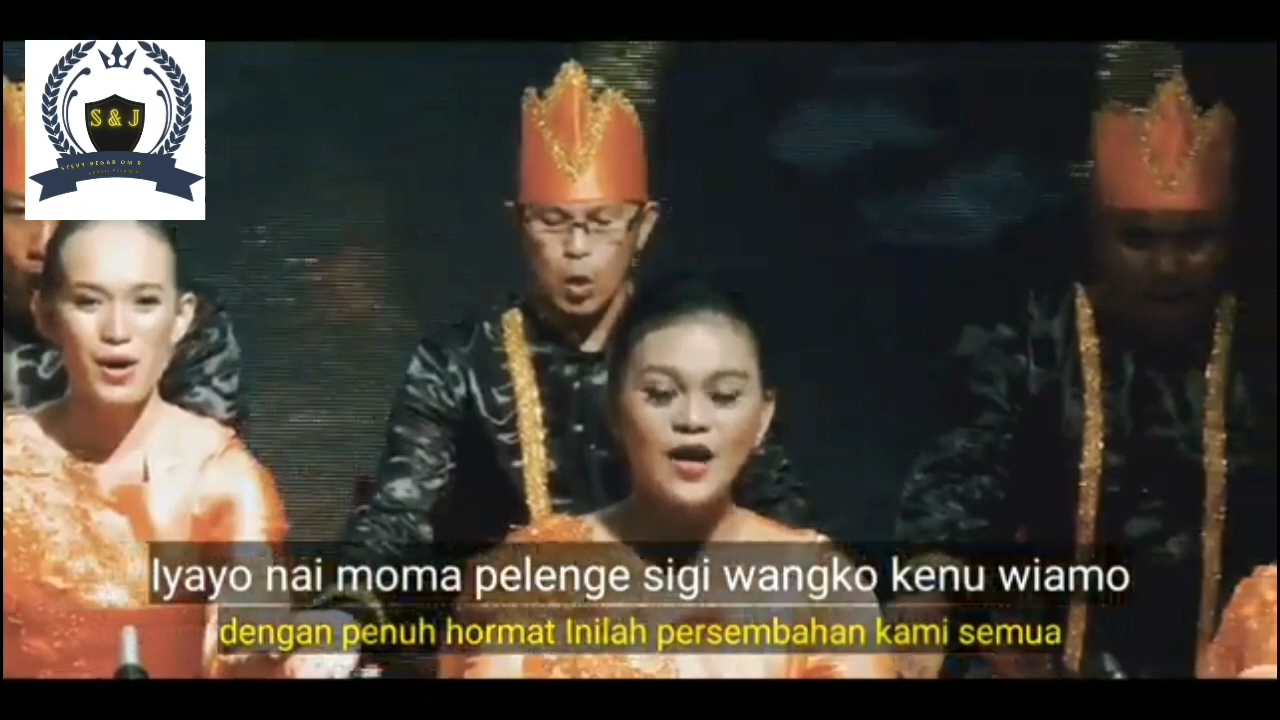 S & J
Iyayo nai moma pelenge sigi wangko kenu wiamo
dengan penuh hormat Inilah persembahan kami semua